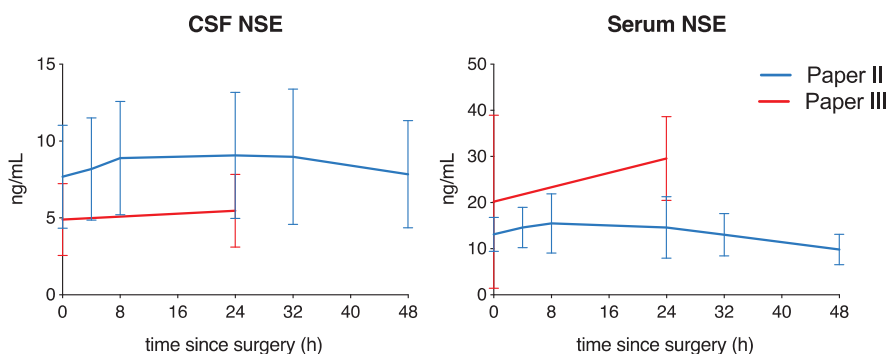 CSF NSE
15
10
5
0
ng/mL
0 8 16 24 32 40 48
time since surgery (h)
Serum NSE
50
40
30
20
10
0
ng/mL
0 8 16 24 32 40 48
time since surgery (h)
Paper II
Paper III